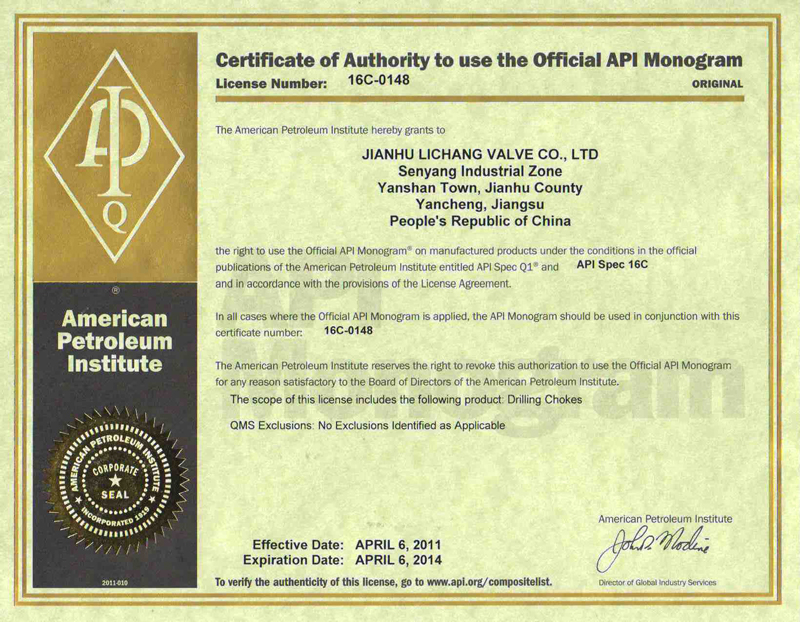 Certificate of Authority to use the Official API Monogram
License Number: 16C-0148
ORIGINAL
The American Petroleum Institute hereby grants to
JIANHU LICHANG VALVE CO., LTD
Senyang Industrial Zone
Yanshan Town, Jianhu County
Yancheng, Jiangsu
People's Republic of China
the right to use the Official API Monogram® on manufactured products under the conditions in the official
publications of the American Petroleum Institute entitled API Spec Q1® and API Spec 16C
and in accordance with the provisions of the License Agreement.
In all cases where the Official API Monogram is applied, the API Monogram should be used in conjunction with this
certificate number: 16C-0148
The American Petroleum Institute reserves the right to revoke this authorization to use the Official API Monogram
for any reason satisfactory to the Board of Directors of the American Petroleum Institute.
The scope of this license includes the following product: Drilling Chokes
QMS Exclusions: No Exclusions Identified as Applicable
API
Monogram
American Petroleum Institute
Effective Date: APRIL 6, 2011
Expiration Date: APRIL 6, 2014
To verify the authenticity of this license, go to www.api.org/compositelist.
Director of Global Industry Services
API
Q
®
American
Petroleum
Institute
AMERICAN PETROLEUM INSTITUTE
CORPORATE
SEAL
INCORPORATED 1919
2011-010